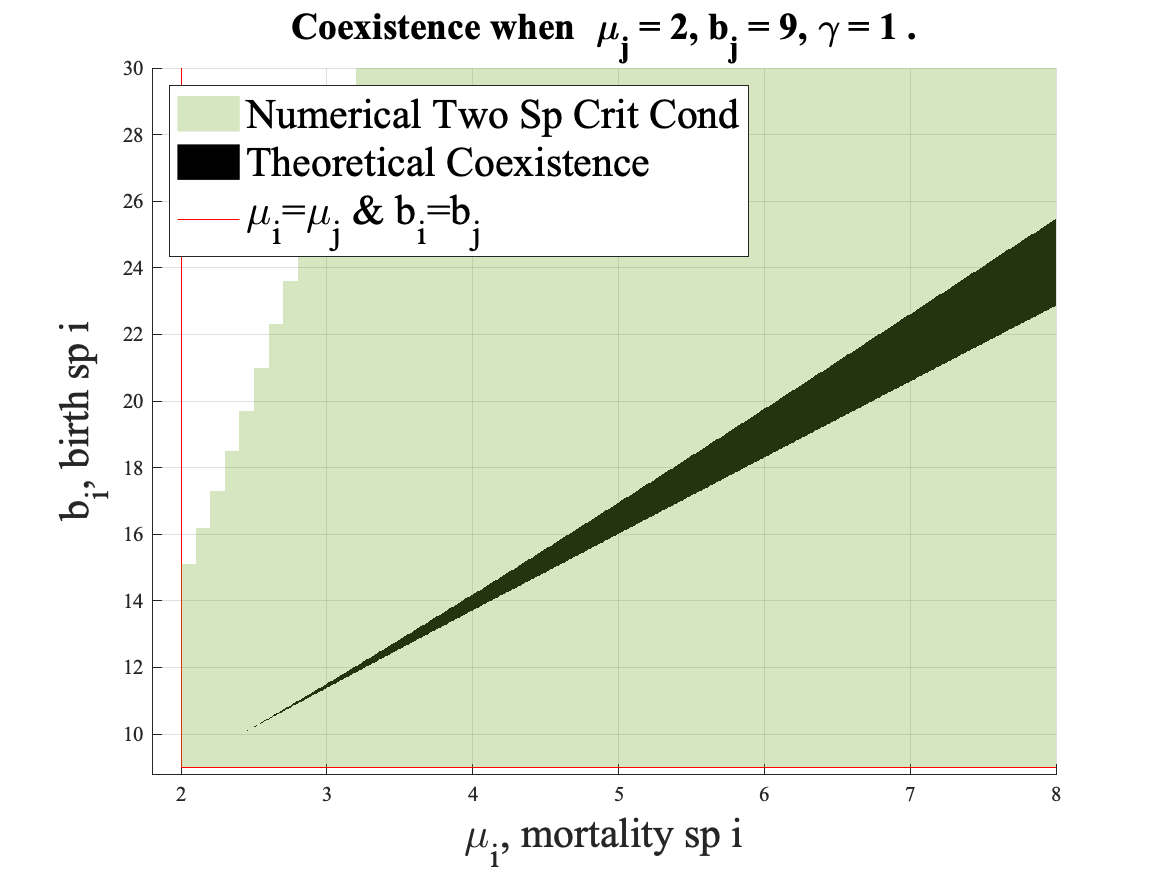 Coexistence when μj = 2, bj = 9, γ = 1 .
30
28
26
24
22
20
18
16
14
12
10
Numerical Two Sp Crit Cond
Theoretical Coexistence
μi=μj & bi=bj
bi, birth sp i
2 3 4 5 6 7 8
μi, mortality sp i